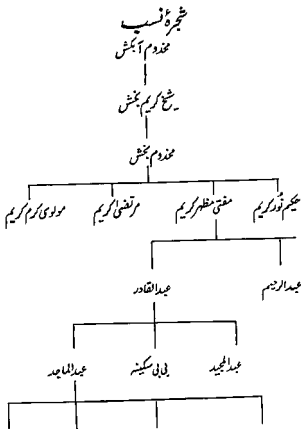 شجرۂ نسب
مخدوم آبکش
شیخ کریم بخش
مخدوم بخش
حکیم نور کریم مفتی مظہر کریم مرتضیٰ کریم مولوی کرم کریم
عبدالرحیم عبدالقادر
عبدالمجید بی بی سکینہ عبدالماجد